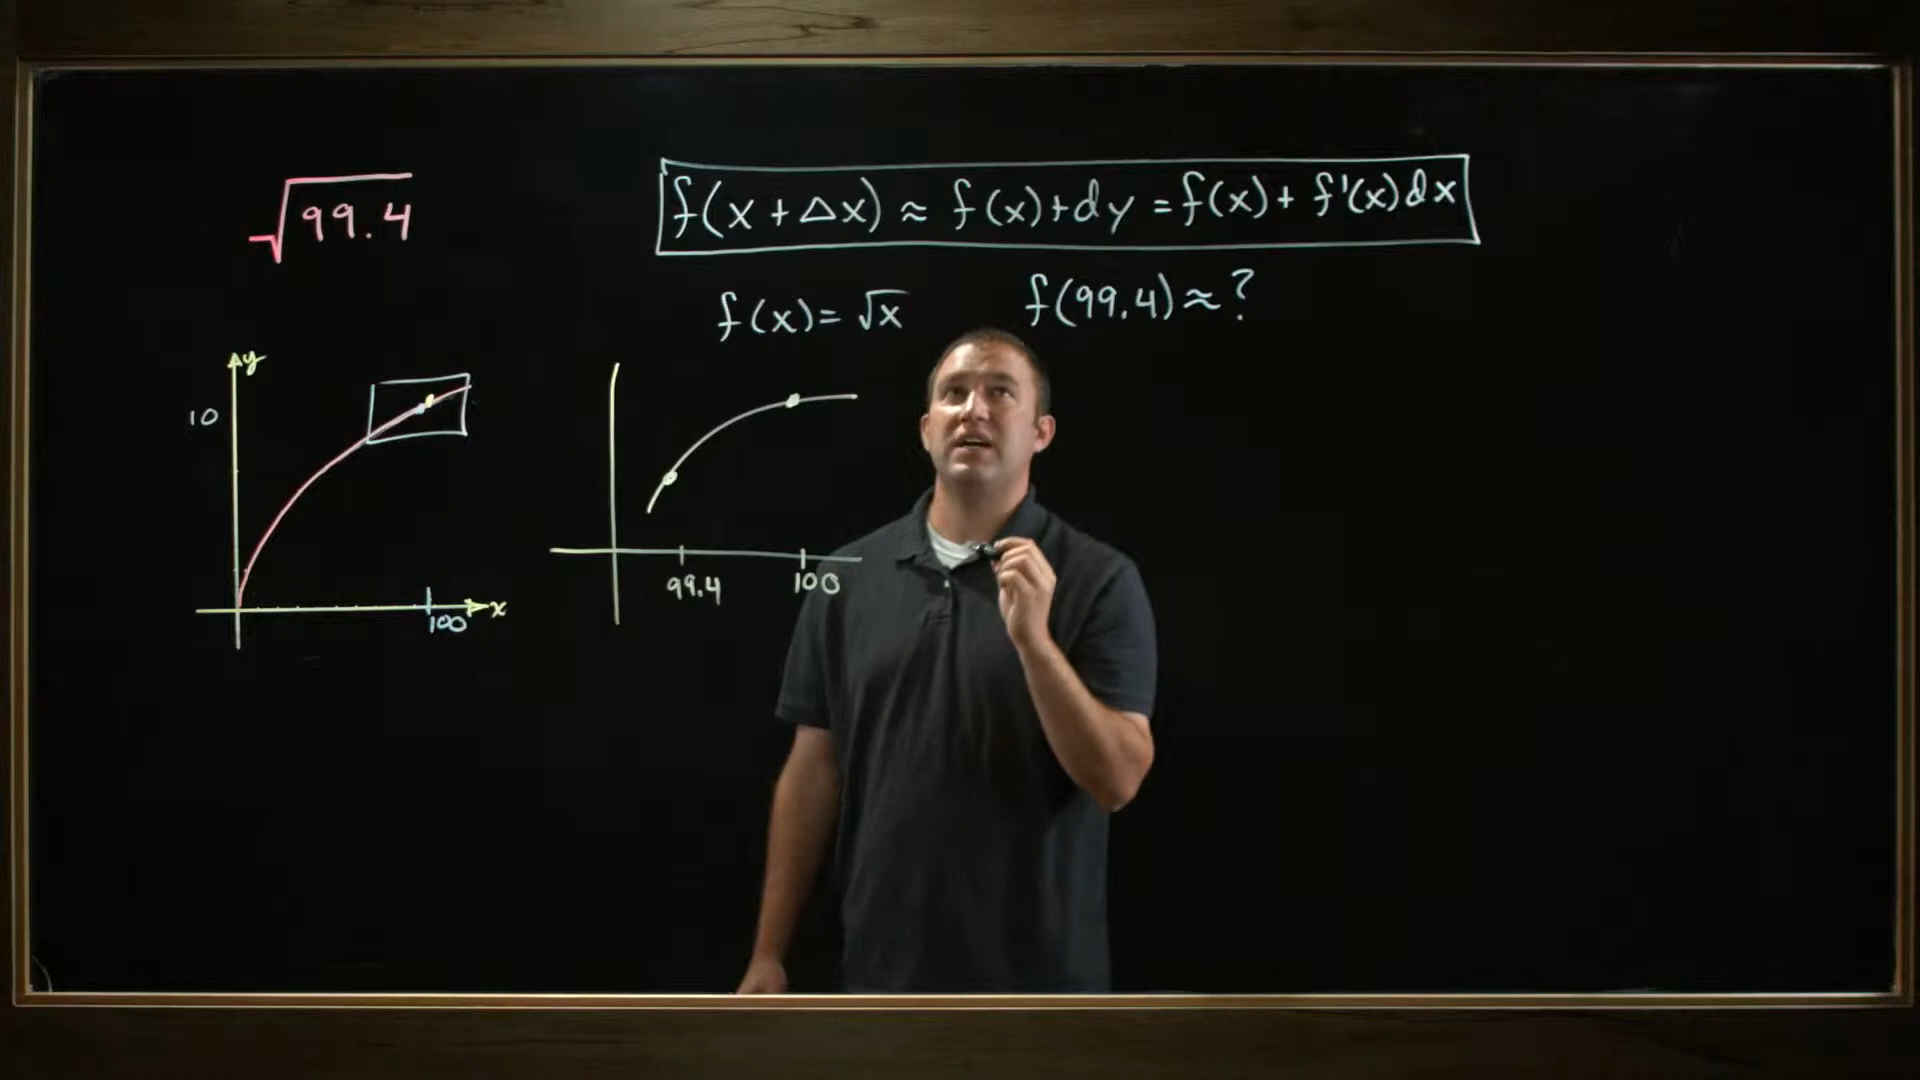 √99.4
f(x+Δx) ≈ f(x)+dy = f(x) + f'(x)dx
f(x) = √x
f(99.4) ≈ ?
y
10
100
x
99.4
100